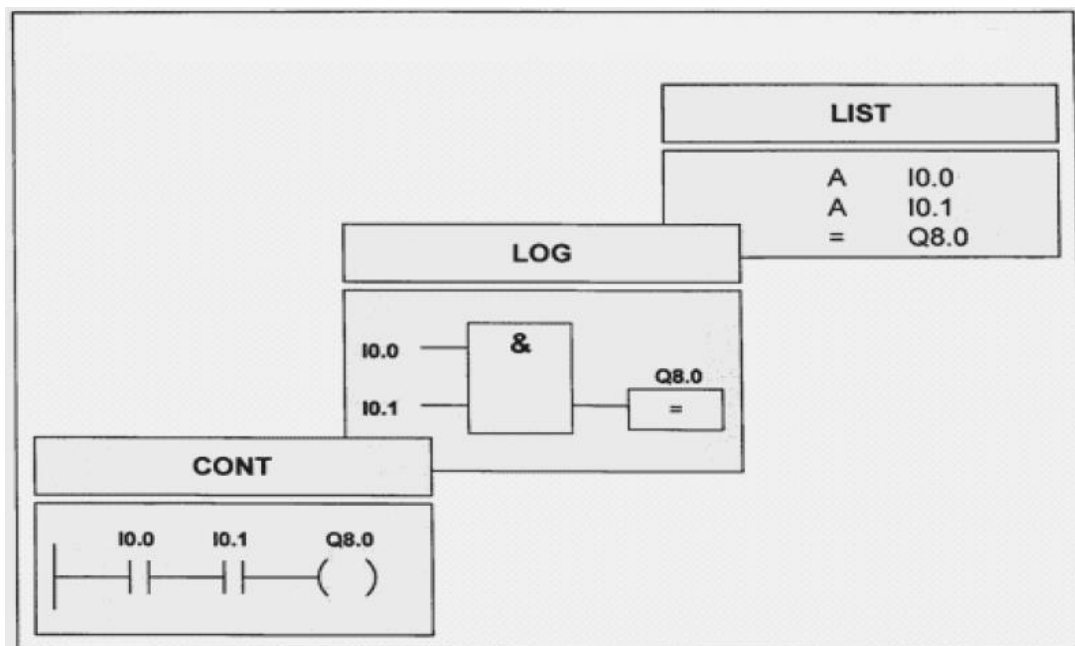 LIST
A I0.0
A I0.1
= Q8.0
LOG
I0.0
&
I0.1
Q8.0
=
CONT
I0.0 I0.1 Q8.0
( )